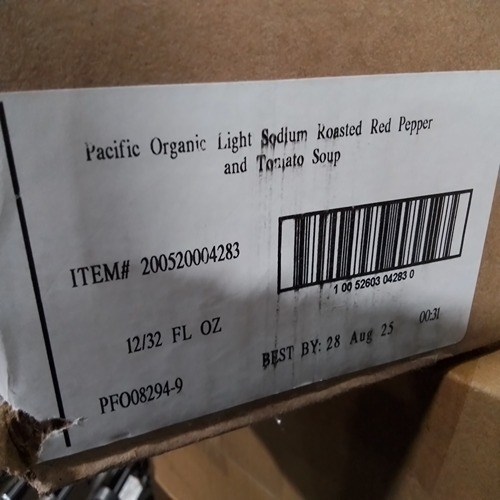 Pacific Organic Light Sodium Roasted Red Pepper
and Tomato Soup
ITEM# 200520004283
1 00 52603 04283 0
12/32 FL OZ
BEST BY: 28 Aug 25 00:31
PFO08294-9